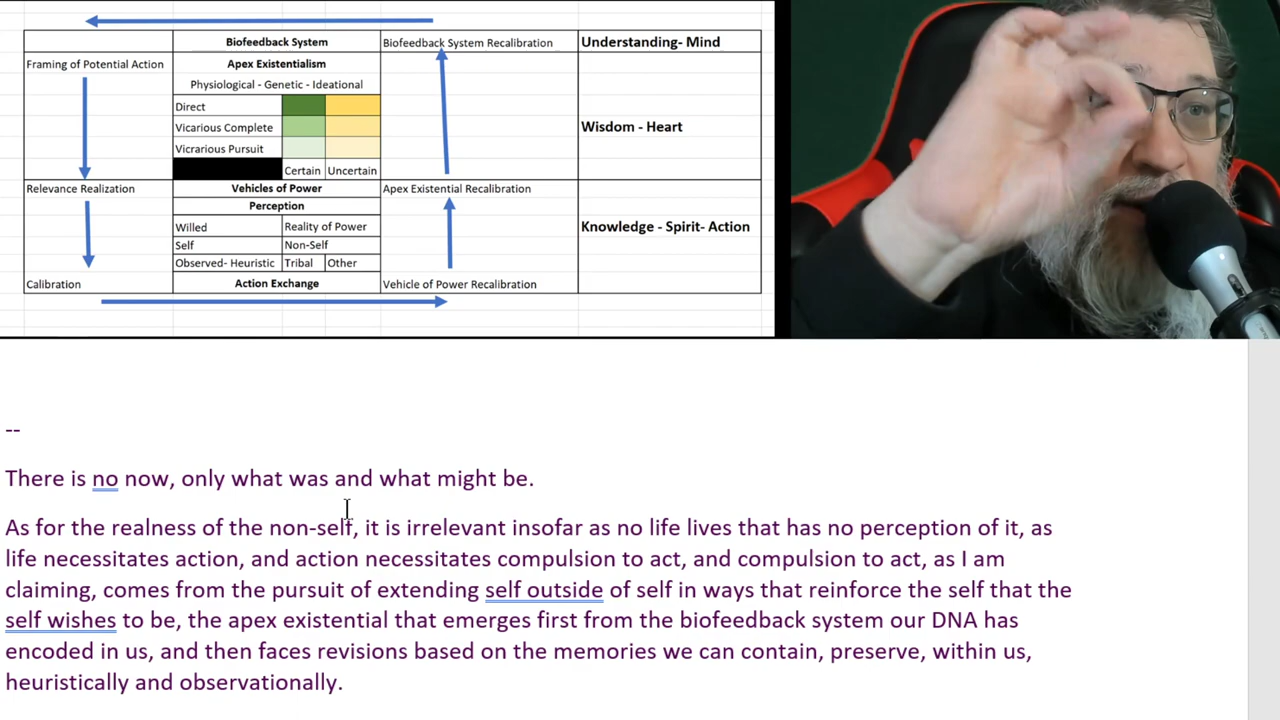 Biofeedback System Biofeedback System Recalibration Understanding- Mind
Framing of Potential Action Apex Existentialism
Physiological - Genetic - Ideational
Direct
Vicarious Complete Wisdom - Heart
Vicrarious Pursuit
Certain Uncertain
Relevance Realization Vehicles of Power Apex Existential Recalibration
Perception
Willed Reality of Power Knowledge - Spirit- Action
Self Non-Self
Observed- Heuristic Tribal Other
Calibration Action Exchange Vehicle of Power Recalibration
--
There is no now, only what was and what might be.
As for the realness of the non-self, it is irrelevant insofar as no life lives that has no perception of it, as
life necessitates action, and action necessitates compulsion to act, and compulsion to act, as I am
claiming, comes from the pursuit of extending self outside of self in ways that reinforce the self that the
self wishes to be, the apex existential that emerges first from the biofeedback system our DNA has
encoded in us, and then faces revisions based on the memories we can contain, preserve, within us,
heuristically and observationally.